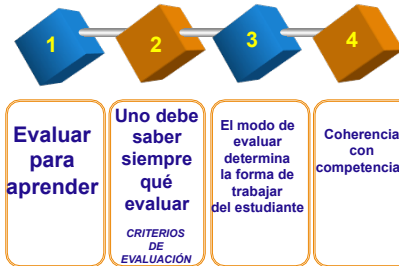 1
2
3
4
Evaluar
para
aprender
Uno debe
saber
siempre
qué
evaluar
CRITERIOS
DE
EVALUACIÓN
El modo de
evaluar
determina
la forma de
trabajar
del estudiante
Coherencia
con
competencia